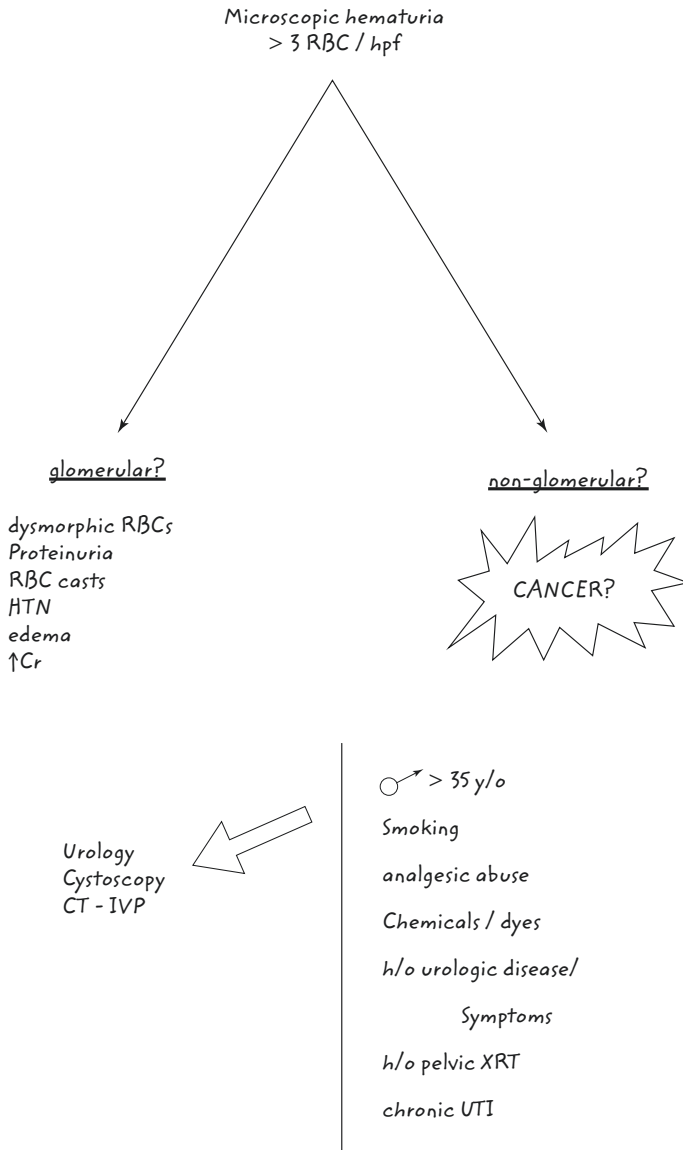 Microscopic hematuria
> 3 RBC / hpf
glomerular?
dysmorphic RBCs
Proteinuria
RBC casts
HTN
edema
↑Cr
non-glomerular?
CANCER?
Urology
Cystoscopy
CT - IVP
♂ > 35 y/o
Smoking
analgesic abuse
Chemicals / dyes
h/o urologic disease/
Symptoms
h/o pelvic XRT
chronic UTI